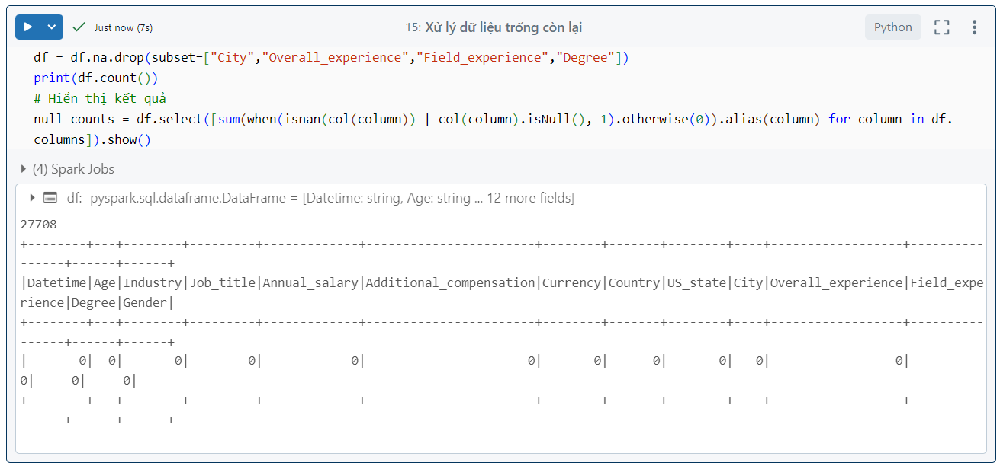 Just now (7s)
15: Xử lý dữ liệu trống còn lại
Python
df = df.na.drop(subset=["City","Overall_experience","Field_experience","Degree"])
print(df.count())
# Hiển thị kết quả
null_counts = df.select([sum(when(isnan(col(column)) | col(column).isNull(), 1).otherwise(0)).alias(column) for column in df.
columns]).show()
(4) Spark Jobs
df: pyspark.sql.dataframe.DataFrame = [Datetime: string, Age: string ... 12 more fields]
27708
+--------+---+--------+---------+-------------+-----------------------+--------+-------+--------+----+------------------+----------
------+------+------+
|Datetime|Age|Industry|Job_title|Annual_salary|Additional_compensation|Currency|Country|US_state|City|Overall_experience|Field_expe
rience|Degree|Gender|
+--------+---+--------+---------+-------------+-----------------------+--------+-------+--------+----+------------------+----------
------+------+------+
|       0|  0|       0|        0|            0|                      0|       0|      0|       0|   0|                 0|
0|     0|     0|
+--------+---+--------+---------+-------------+-----------------------+--------+-------+--------+----+------------------+----------
------+------+------+